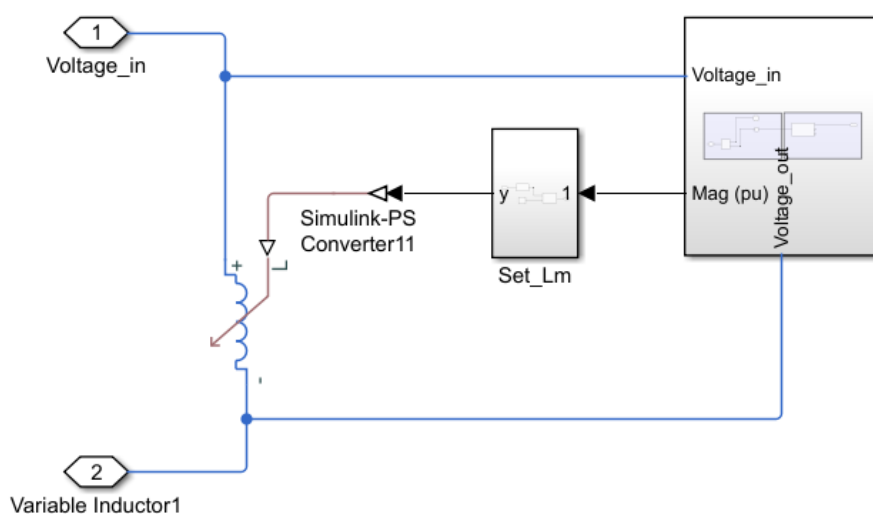 1
Voltage_in
Voltage_in
Voltage_out
Mag (pu)
y
1
Set_Lm
Simulink-PS
Converter11
L
+
-
2
Variable Inductor1